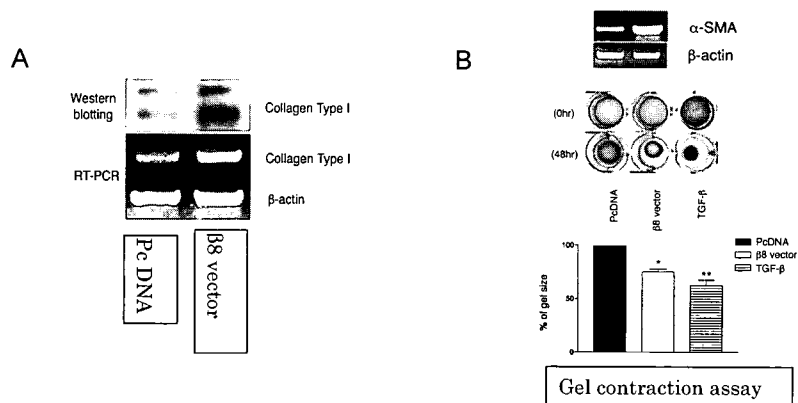 A
Western
blotting
Collagen Type I
RT-PCR
Collagen Type I
β-actin
Pc DNA
β8 vector
B
α-SMA
β-actin
(0hr)
(48hr)
PcDNA
β8 vector
TGF-β
% of gel size
100
50
0
*
**
PcDNA
β8 vector
TGF-β
Gel contraction assay